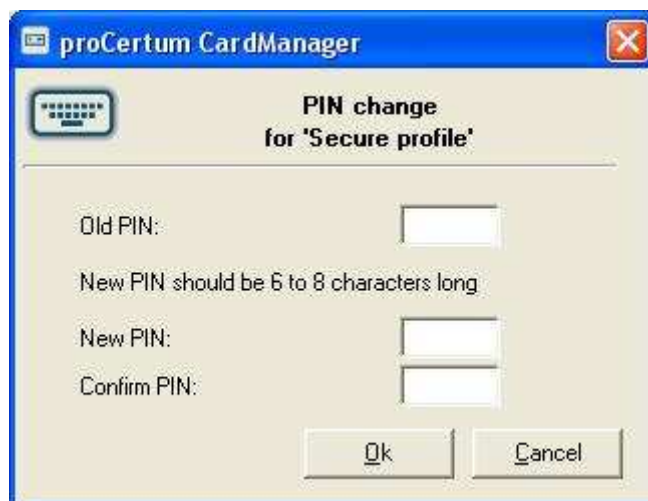 proCertum CardManager
PIN change
for 'Secure profile'
Old PIN:
New PIN should be 6 to 8 characters long
New PIN:
Confirm PIN:
Ok Cancel